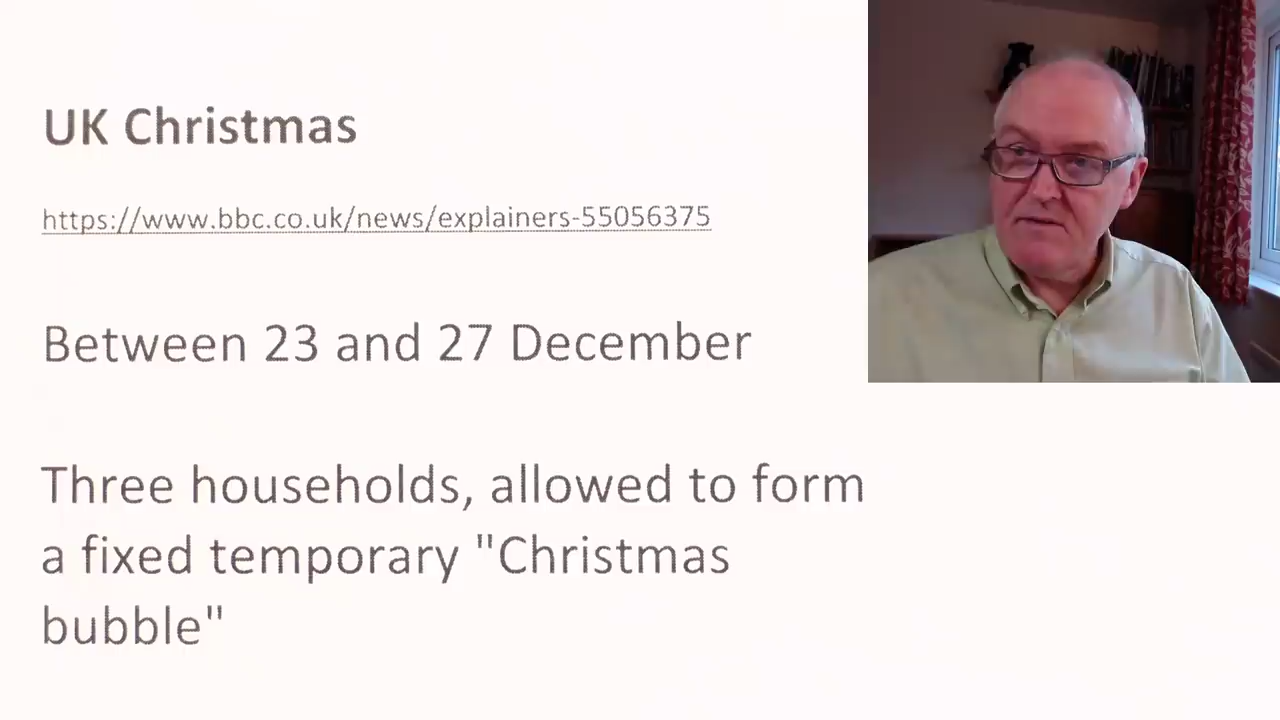 UK Christmas
https://www.bbc.co.uk/news/explainers-55056375
Between 23 and 27 December
Three households, allowed to form
a fixed temporary "Christmas
bubble"